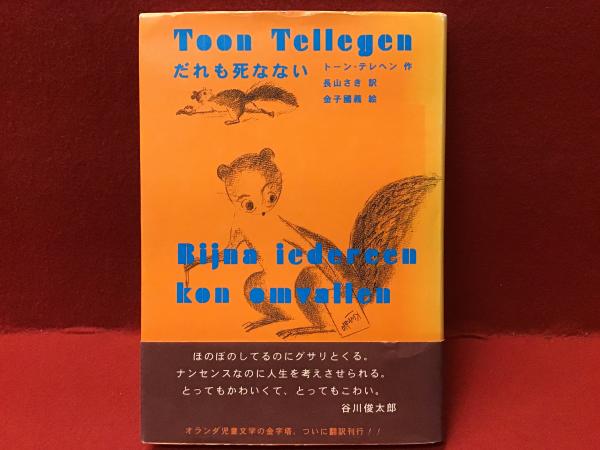 Toon Tellegen
だれも死なない
トーン・テレヘン 作
長山さき 訳
金子國義 絵
Bijna iedereen
kon omvallen
ほのぼのしてるのにグサリとくる。
ナンセンスなのに人生を考えさせられる。
とってもかわいくて、とってもこわい。
谷川俊太郎
オランダ児童文学の金字塔、ついに翻訳刊行!!